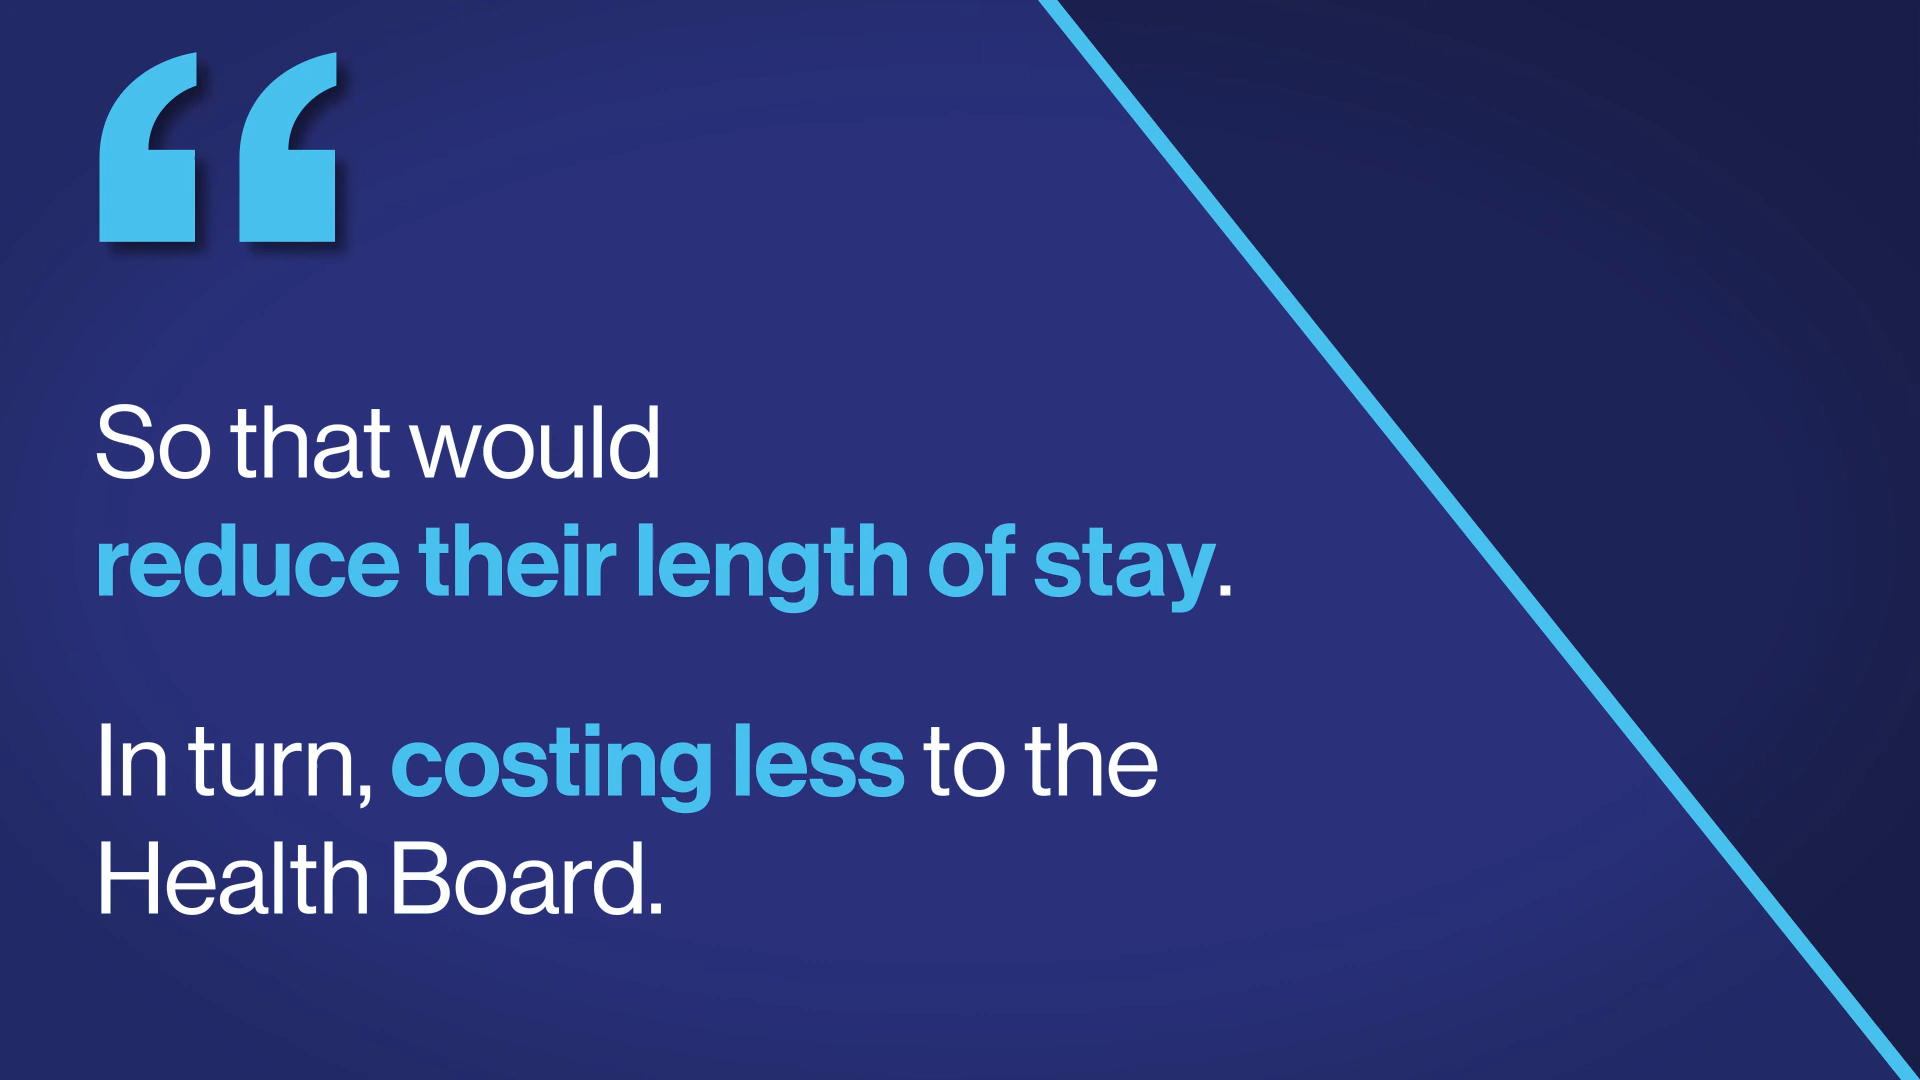 “
So that would
reduce their length of stay.
In turn, costing less to the
Health Board.